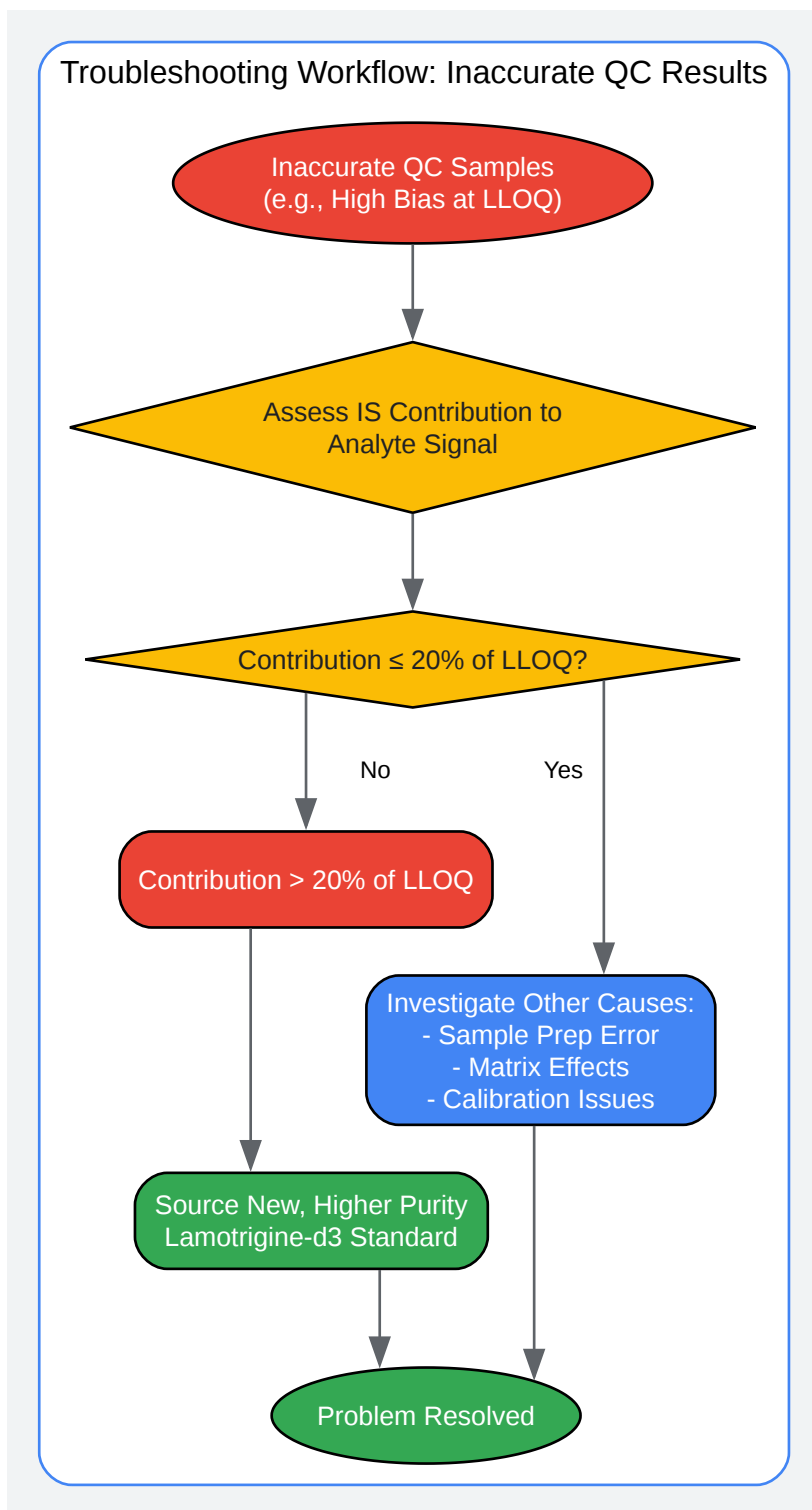 Troubleshooting Workflow: Inaccurate QC Results
Inaccurate QC Samples
(e.g., High Bias at LLOQ)
Assess IS Contribution to
Analyte Signal
Contribution ≤ 20% of LLOQ?
No
Yes
Contribution > 20% of LLOQ
Investigate Other Causes:
- Sample Prep Error
- Matrix Effects
- Calibration Issues
Source New, Higher Purity
Lamotrigine-d3 Standard
Problem Resolved